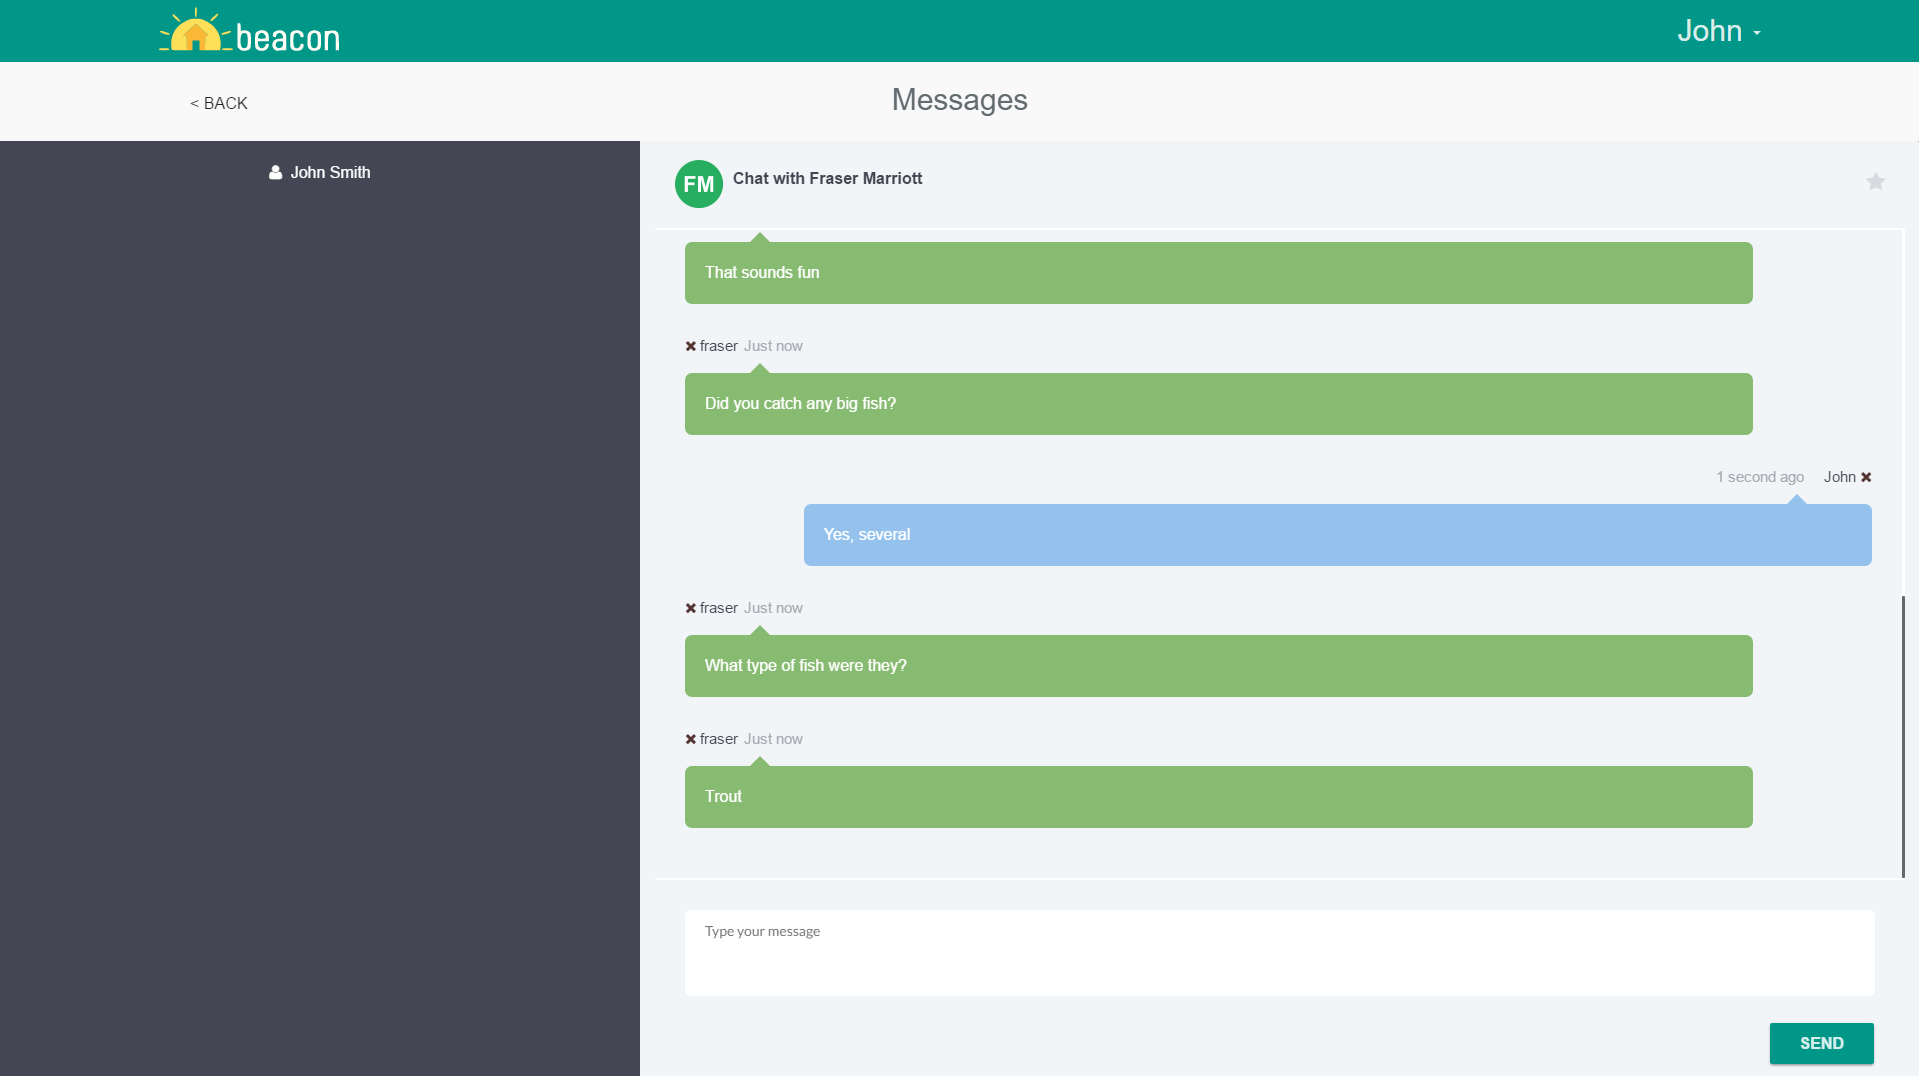 beacon
John
< BACK
Messages
John Smith
FM
Chat with Fraser Marriott
That sounds fun
fraser Just now
Did you catch any big fish?
1 second ago John
Yes, several
fraser Just now
What type of fish were they?
fraser Just now
Trout
Type your message
SEND